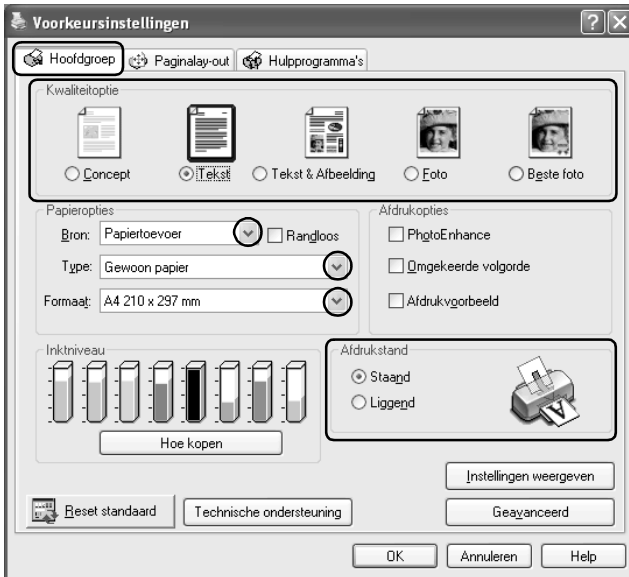 Voorkeursinstellingen
Hoofdgroep Paginalay-out Hulpprogramma's
Kwaliteitoptie
Concept Tekst Tekst & Afbeelding Foto Beste foto
Papieropties
Bron: Papiertoevoer Randloos
Type: Gewoon papier
Formaat: A4 210 x 297 mm
Afdrukopties
PhotoEnhance
Omgekeerde volgorde
Afdrukvoorbeeld
Inktniveau
Hoe kopen
Afdrukstand
Staand
Liggend
Instellingen weergeven
Reset standaard Technische ondersteuning Geavanceerd
OK Annuleren Help